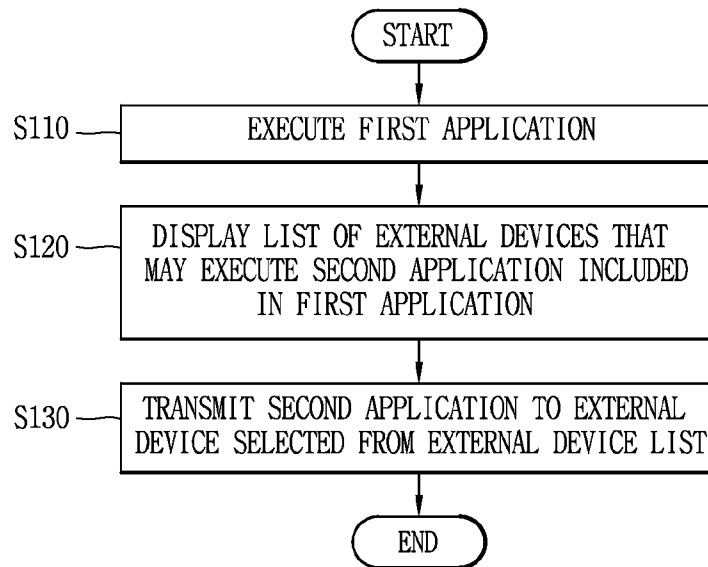 START
S110
EXECUTE FIRST APPLICATION
S120
DISPLAY LIST OF EXTERNAL DEVICES THAT
MAY EXECUTE SECOND APPLICATION INCLUDED
IN FIRST APPLICATION
S130
TRANSMIT SECOND APPLICATION TO EXTERNAL
DEVICE SELECTED FROM EXTERNAL DEVICE LIST
END